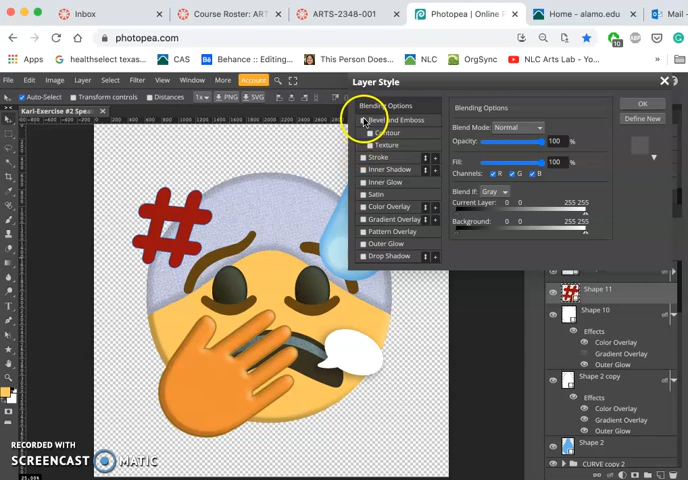 Inbox
Course Roster: ART
ARTS-2348-001
Photopea | Online P
Home - alamo.edu
Mail
photopea.com
10
Apps
healthselect texas...
CAS
Behance :: Editing...
This Person Does...
NLC
OrgSync
NLC Arts Lab - Yo...
File Edit Image Layer Select Filter View Window More Account
Auto-Select Transform controls Distances 1x PNG SVG
Karl-Exercise #2 Spea
Layer Style
Blending Options
Bevel and Emboss
Contour
Texture
Stroke
Inner Shadow
Inner Glow
Satin
Color Overlay
Gradient Overlay
Pattern Overlay
Outer Glow
Drop Shadow
Blending Options
Blend Mode: Normal
Opacity: 100 %
Fill: 100 %
Channels: R G B
Blend If: Gray
Current Layer: 0 0 255 255
Background: 0 0 255 255
OK
Define New
Shape 11
Shape 10
Effects
Color Overlay
Gradient Overlay
Outer Glow
Shape 2 copy
Effects
Color Overlay
Gradient Overlay
Outer Glow
Shape 2
CURVE copy 2
RECORDED WITH
SCREENCAST MATIC